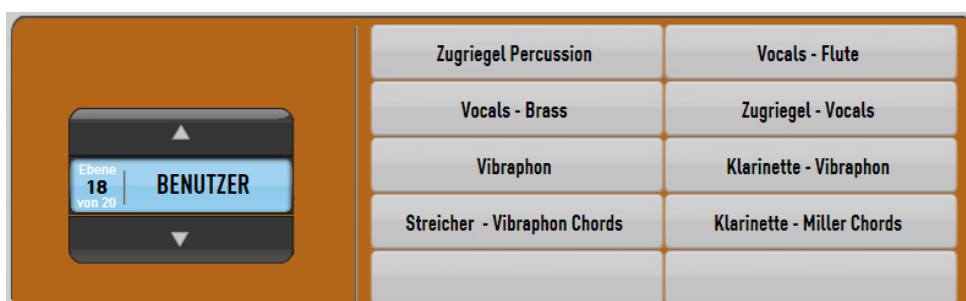 Ebene
18
von 20
BENUTZER
Zugriegel Percussion
Vocals - Flute
Vocals - Brass
Zugriegel - Vocals
Vibraphon
Klarinette - Vibraphon
Streicher - Vibraphon Chords
Klarinette - Miller Chords